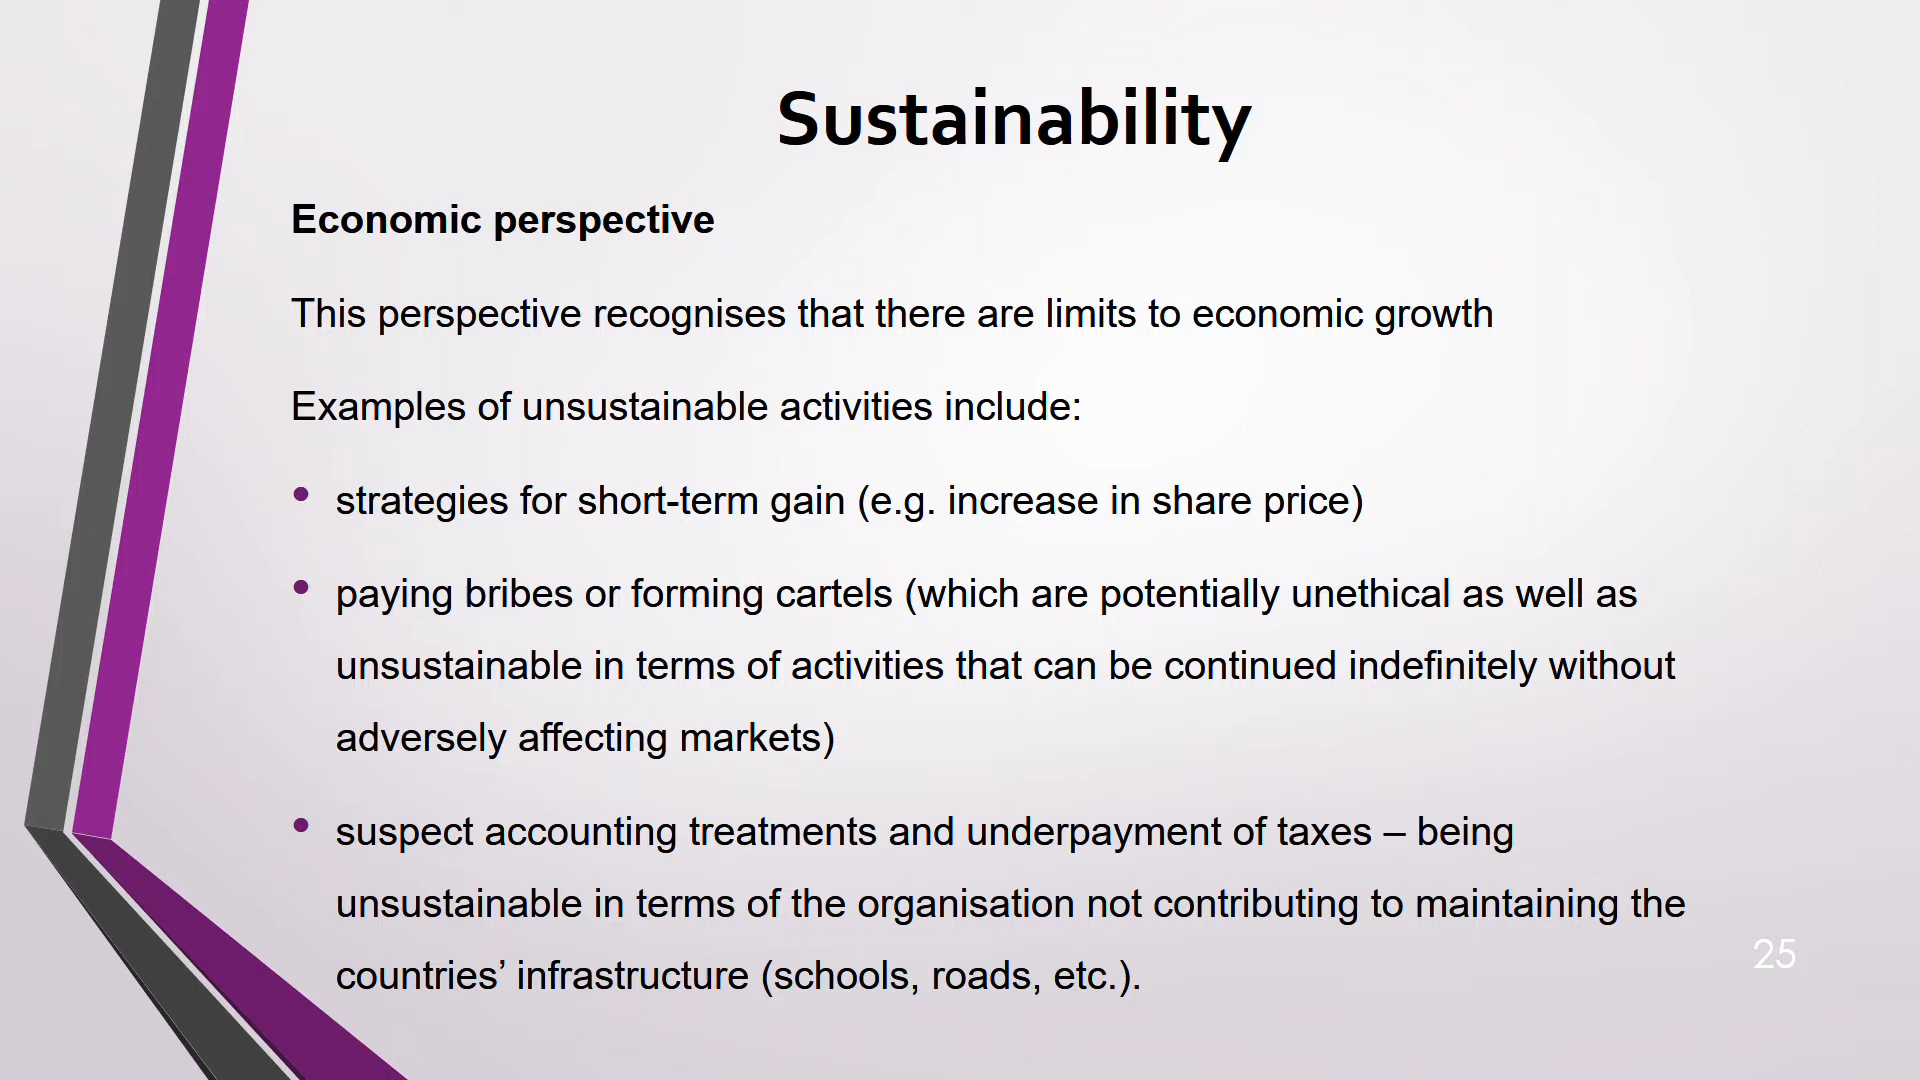 Sustainability
Economic perspective
This perspective recognises that there are limits to economic growth
Examples of unsustainable activities include:
• strategies for short-term gain (e.g. increase in share price)
• paying bribes or forming cartels (which are potentially unethical as well as
unsustainable in terms of activities that can be continued indefinitely without
adversely affecting markets)
• suspect accounting treatments and underpayment of taxes – being
unsustainable in terms of the organisation not contributing to maintaining the
countries’ infrastructure (schools, roads, etc.).
25